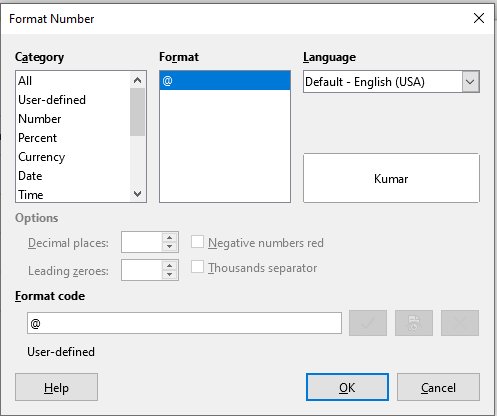 Format Number
Category
Format
Language
All
User-defined
Number
Percent
Currency
Date
Time
@
Default - English (USA)
Kumar
Options
Decimal places:
Negative numbers red
Leading zeroes:
Thousands separator
Format code
@
User-defined
Help
OK
Cancel